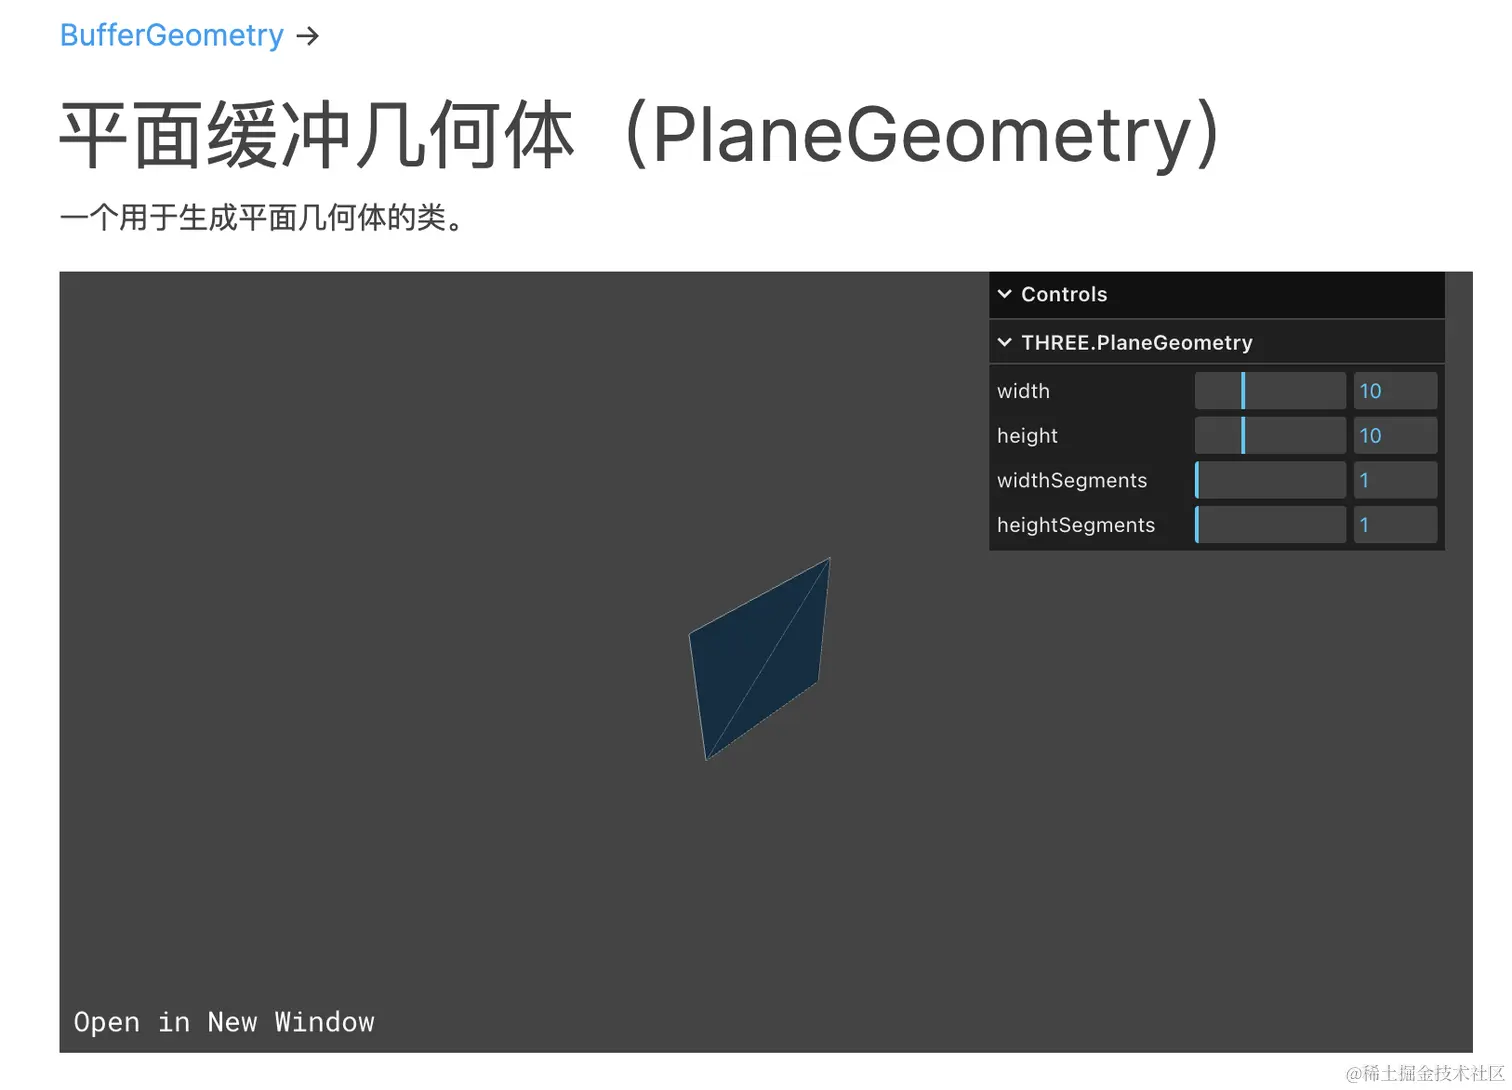 BufferGeometry →
平面缓冲几何体（PlaneGeometry）
一个用于生成平面几何体的类。
Controls
THREE.PlaneGeometry
width 10
height 10
widthSegments 1
heightSegments 1
Open in New Window
@稀土掘金技术社区